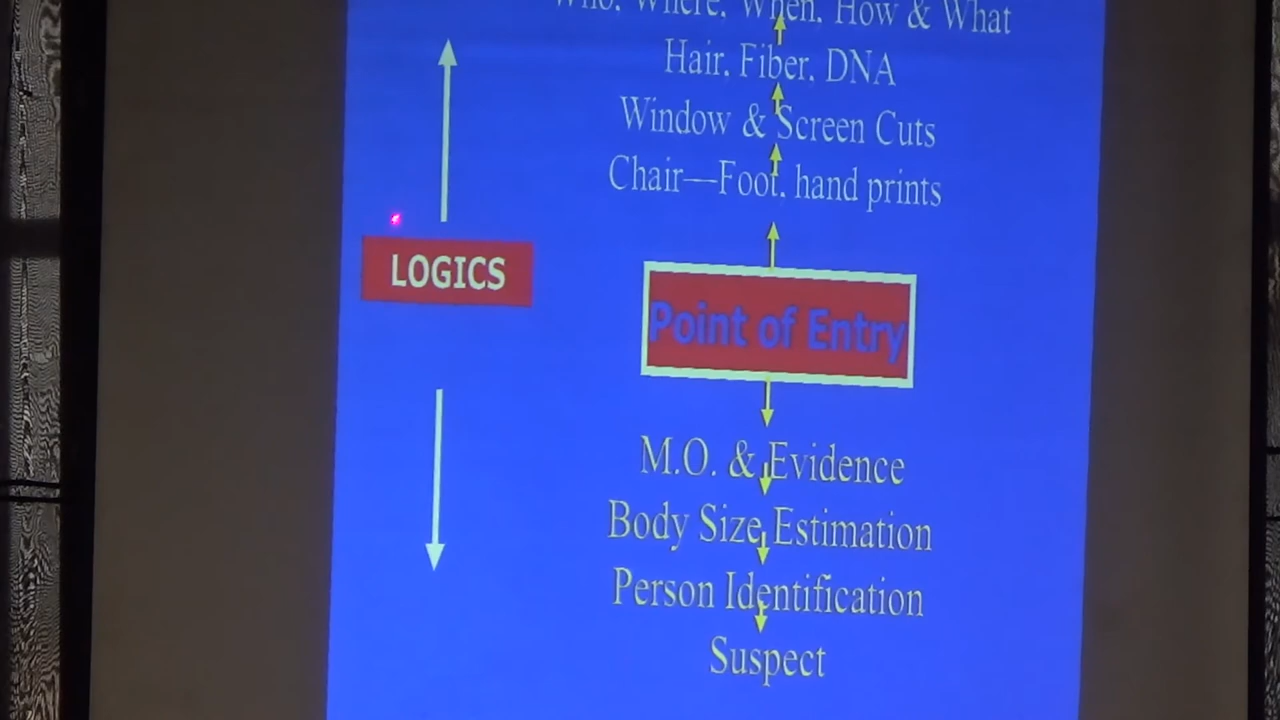 Who, Where, When, How & What
Hair, Fiber, DNA
Window & Screen Cuts
Chair—Foot, hand prints
LOGICS
Point of Entry
M.O. & Evidence
Body Size Estimation
Person Identification
Suspect